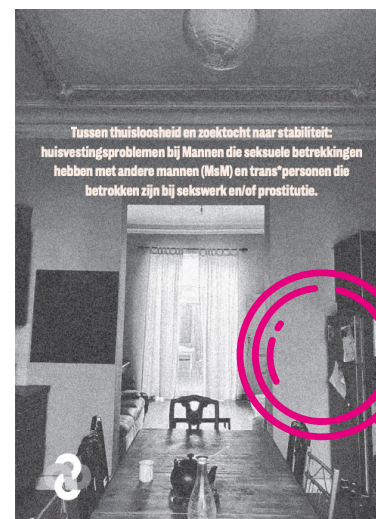 Tussen thuisloosheid en zoektocht naar stabiliteit:
huisvestingsproblemen bij Mannen die seksuele betrekkingen
hebben met andere mannen (MsM) en trans*personen die
betrokken zijn bij sekswerk en/of prostitutie.